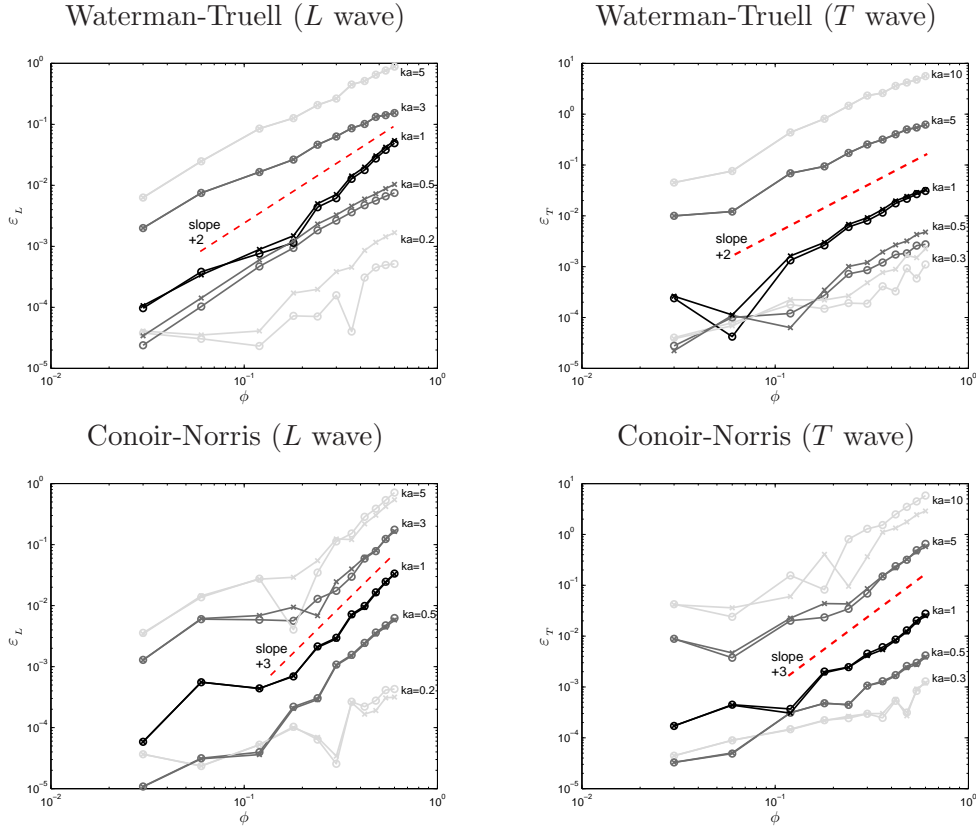 Waterman-Truell (L wave)
10^0
10^-1
10^-2
10^-3
10^-4
10^-5
ε_L
ka=5
ka=3
ka=1
ka=0.5
ka=0.2
slope
+2
10^-2
10^-1
10^0
ϕ
Waterman-Truell (T wave)
10^1
10^0
10^-1
10^-2
10^-3
10^-4
10^-5
ε_T
ka=10
ka=5
ka=1
ka=0.5
ka=0.3
slope
+2
10^-2
10^-1
10^0
ϕ
Conoir-Norris (L wave)
10^0
10^-1
10^-2
10^-3
10^-4
10^-5
ε_L
ka=5
ka=3
ka=1
ka=0.5
ka=0.2
slope
+3
10^-2
10^-1
10^0
ϕ
Conoir-Norris (T wave)
10^1
10^0
10^-1
10^-2
10^-3
10^-4
10^-5
ε_T
ka=10
ka=5
ka=1
ka=0.5
ka=0.3
slope
+3
10^-2
10^-1
10^0
ϕ